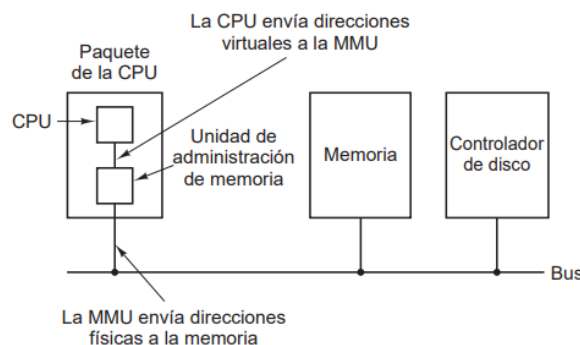 La CPU envía direcciones
virtuales a la MMU
Paquete
de la CPU
CPU
Unidad de
administración
de memoria
Memoria
Controlador
de disco
Bus
La MMU envía direcciones
físicas a la memoria